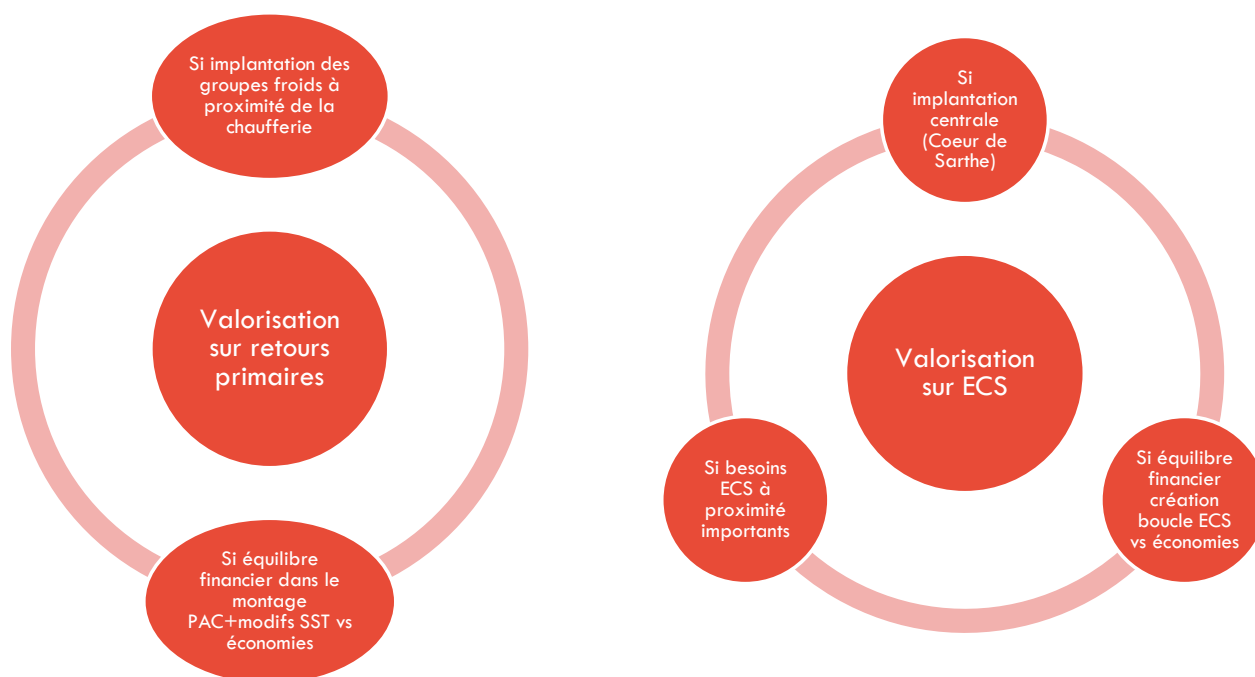 Si implantation des
groupes froids à
proximité de la
chaufferie
Valorisation
sur retours
primaires
Si équilibre
financier dans le
montage
PAC+modifs SST vs
économies
Si
implantation
centrale
(Coeur de
Sarthe)
Valorisation
sur ECS
Si besoins
ECS à
proximité
importants
Si équilibre
financier
création
boucle ECS
vs économies